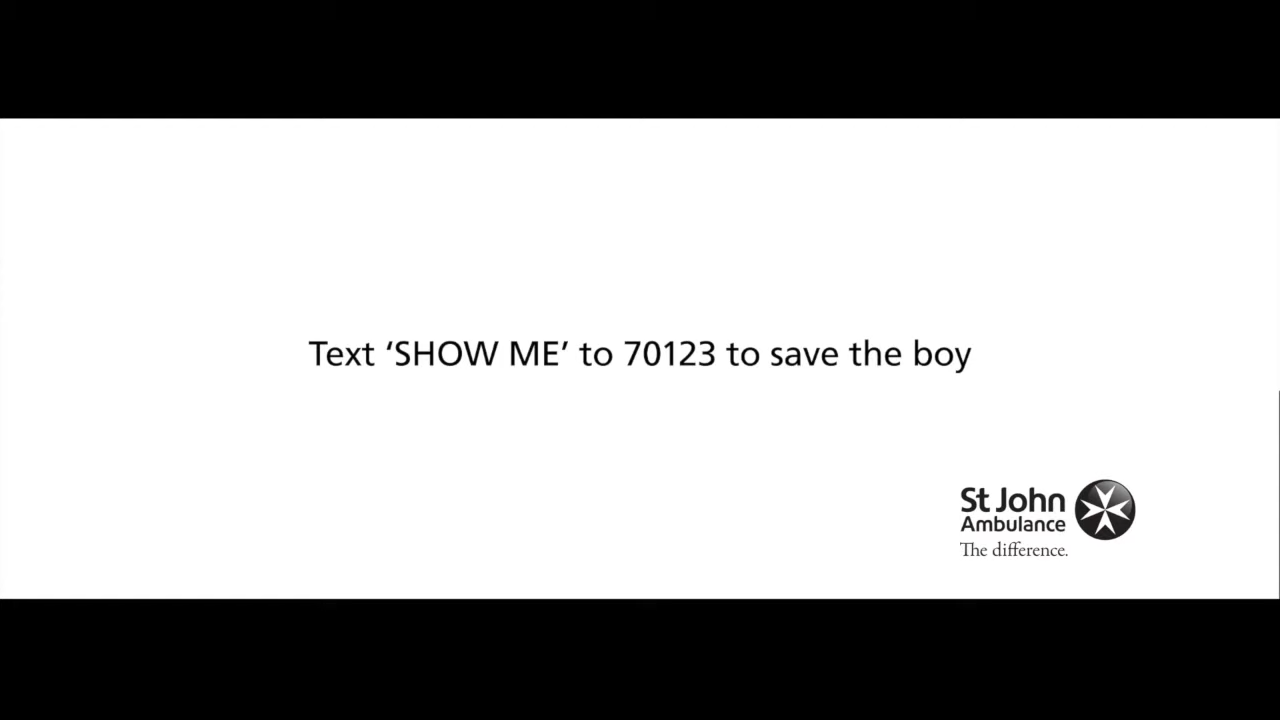 Text ‘SHOW ME’ to 70123 to save the boy
St John
Ambulance
The difference.